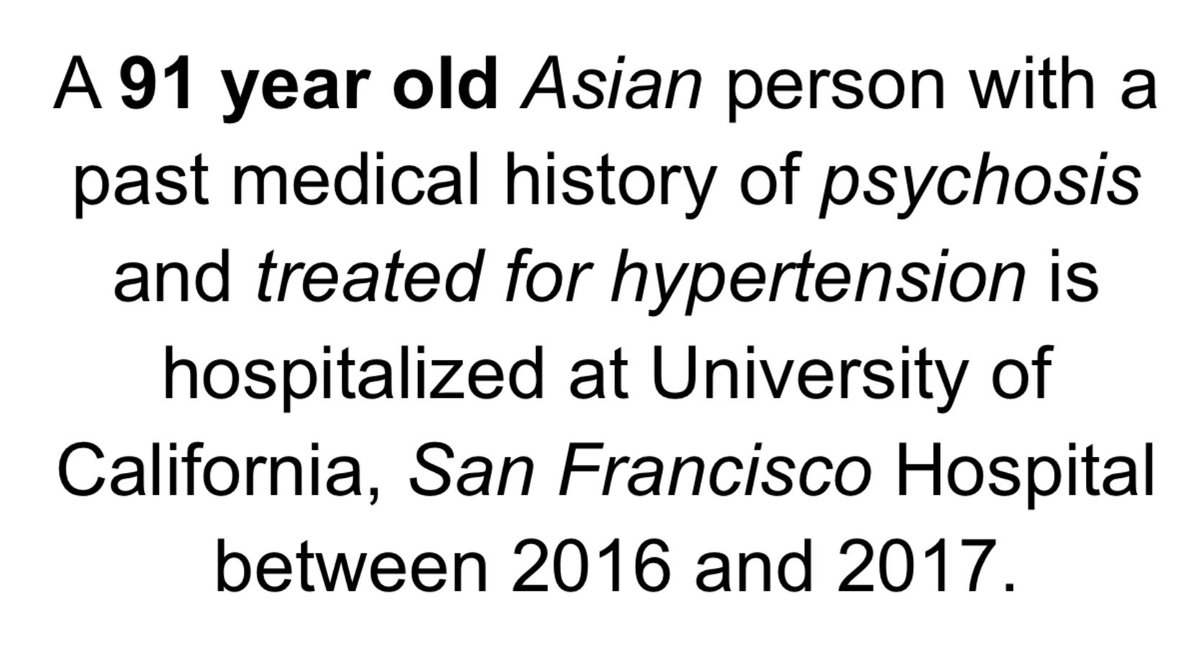 A 91 year old Asian person with a
past medical history of psychosis
and treated for hypertension is
hospitalized at University of
California, San Francisco Hospital
between 2016 and 2017.